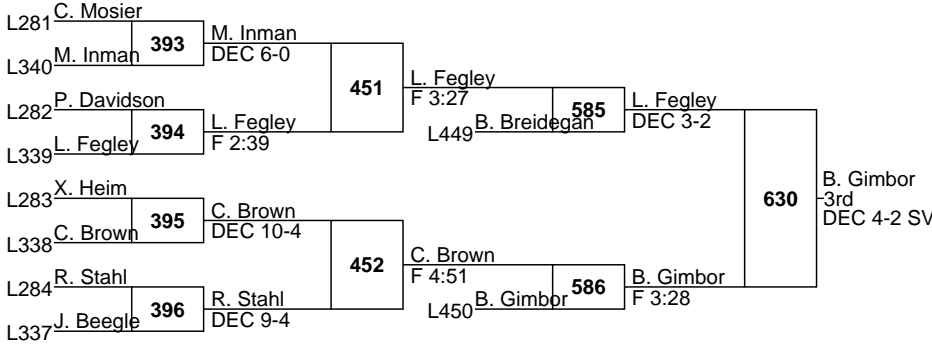 L281 C. Mosier
393
M. Inman
DEC 6-0
L340 M. Inman
451
L. Fegley
F 3:27
L282 P. Davidson
394
L. Fegley
F 2:39
L339 L. Fegley
585
L449 B. Breidegan
L. Fegley
DEC 3-2
L283 X. Heim
395
C. Brown
DEC 10-4
L338 C. Brown
630
B. Gimbor
3rd
DEC 4-2 SV
452
C. Brown
F 4:51
L284 R. Stahl
396
R. Stahl
DEC 9-4
L337 J. Beegle
586
L450 B. Gimbor
B. Gimbor
F 3:28